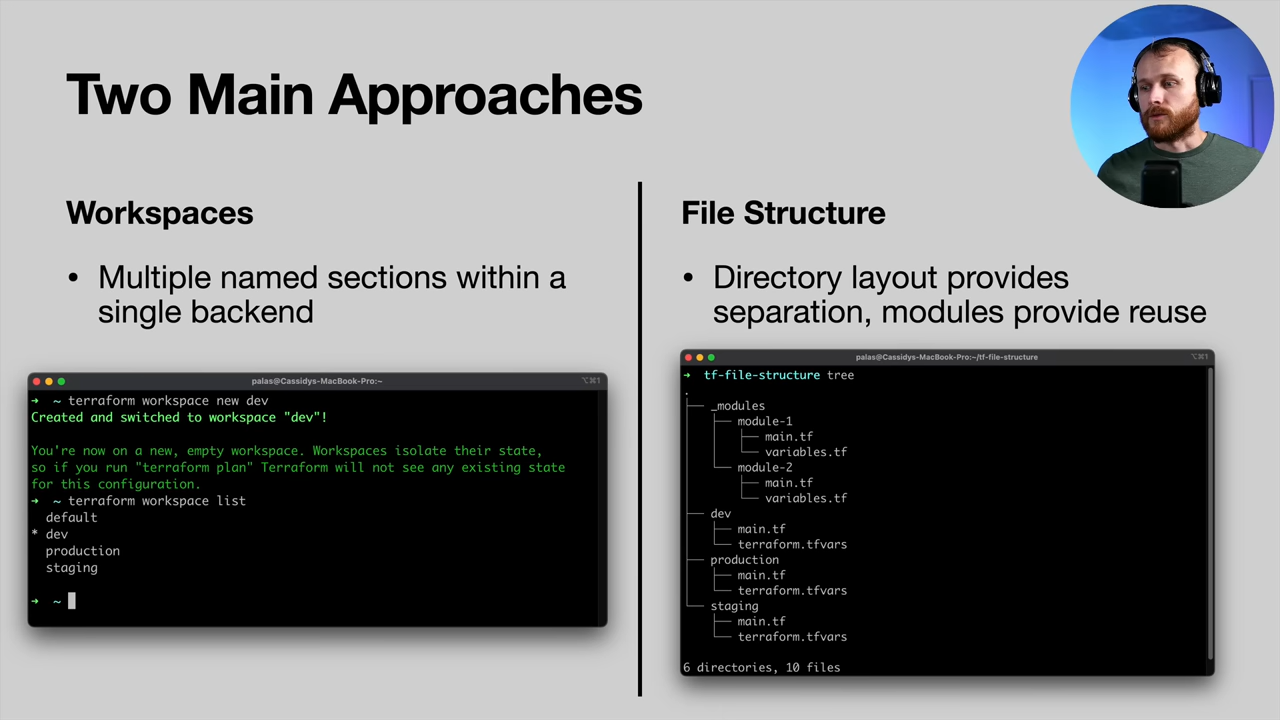 Two Main Approaches
Workspaces
• Multiple named sections within a
single backend
palas@Cassidys-MacBook-Pro:~
⌥⌘1
➜ ~ terraform workspace new dev
Created and switched to workspace "dev"!
You're now on a new, empty workspace. Workspaces isolate their state,
so if you run "terraform plan" Terraform will not see any existing state
for this configuration.
➜ ~ terraform workspace list
default
* dev
production
staging
➜ ~
File Structure
• Directory layout provides
separation, modules provide reuse
palas@Cassidys-MacBook-Pro:~/tf-file-structure
⌥⌘1
➜ tf-file-structure tree
.
├── _modules
│   ├── module-1
│   │   ├── main.tf
│   │   └── variables.tf
│   └── module-2
│       ├── main.tf
│       └── variables.tf
├── dev
│   ├── main.tf
│   └── terraform.tfvars
├── production
│   ├── main.tf
│   └── terraform.tfvars
└── staging
    ├── main.tf
    └── terraform.tfvars
6 directories, 10 files